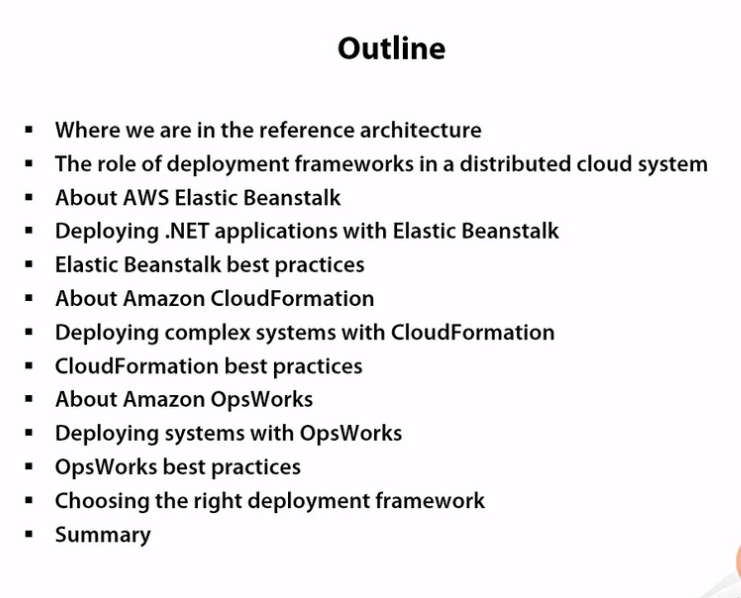 Outline
▪ Where we are in the reference architecture
▪ The role of deployment frameworks in a distributed cloud system
▪ About AWS Elastic Beanstalk
▪ Deploying .NET applications with Elastic Beanstalk
▪ Elastic Beanstalk best practices
▪ About Amazon CloudFormation
▪ Deploying complex systems with CloudFormation
▪ CloudFormation best practices
▪ About Amazon OpsWorks
▪ Deploying systems with OpsWorks
▪ OpsWorks best practices
▪ Choosing the right deployment framework
▪ Summary